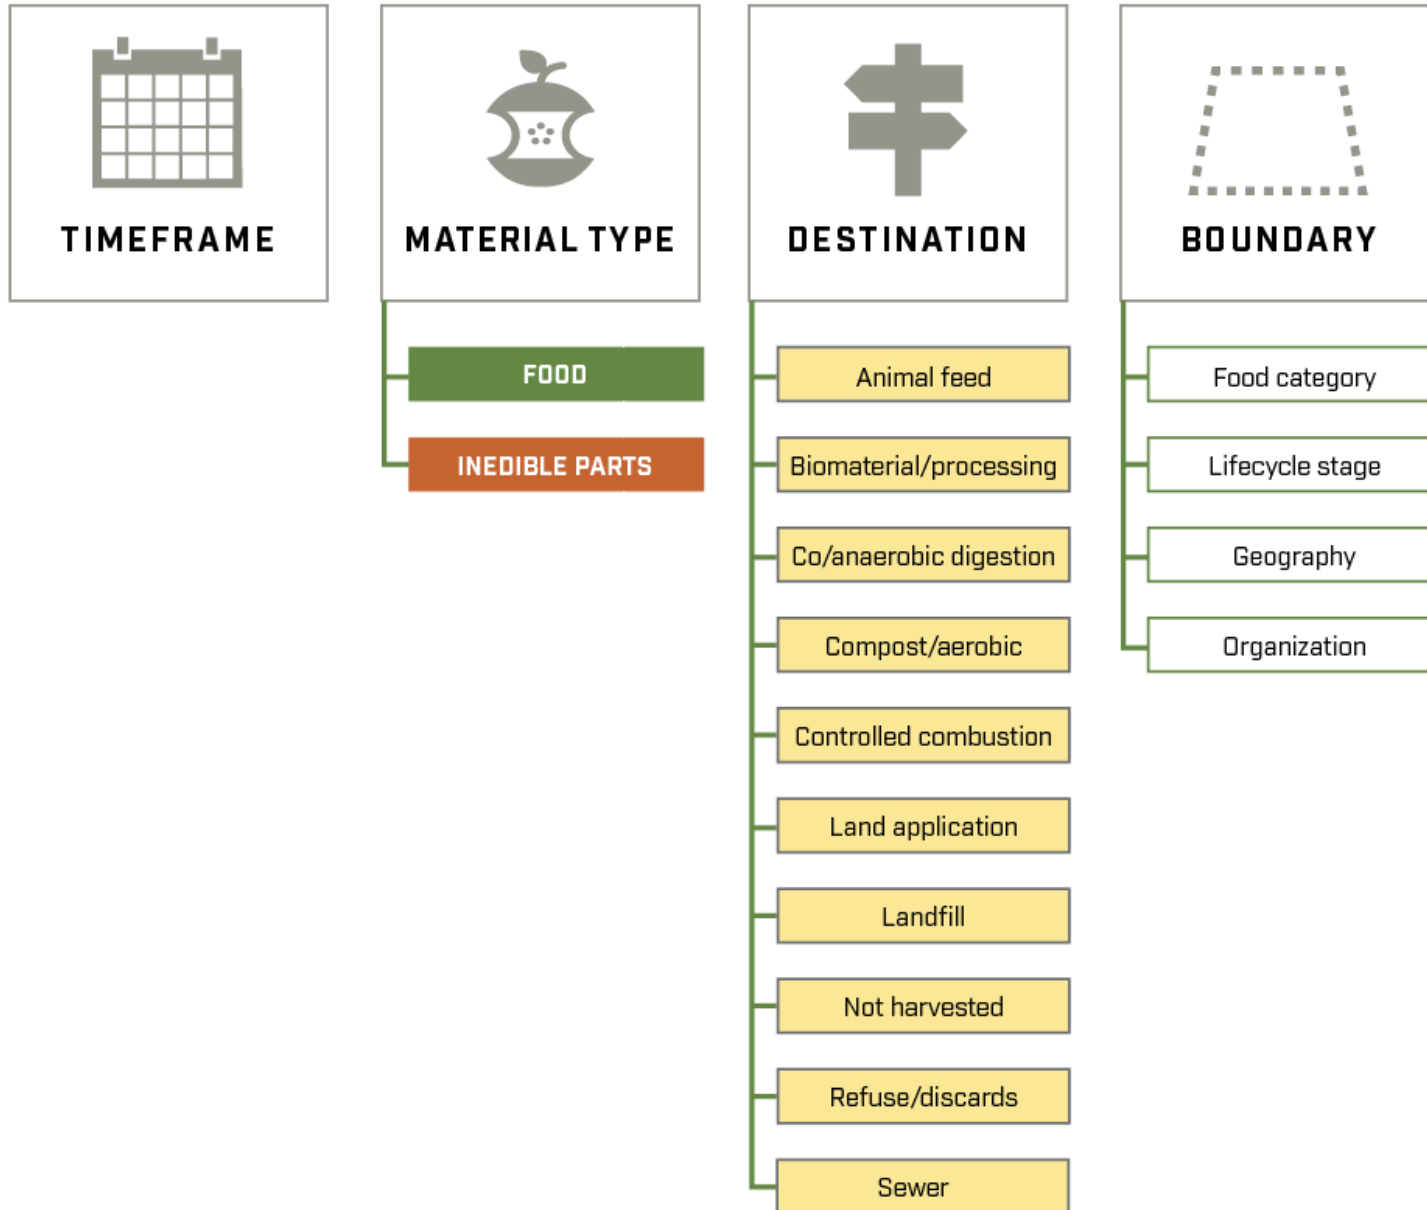 TIMEFRAME
MATERIAL TYPE
DESTINATION
BOUNDARY
FOOD
INEDIBLE PARTS
Animal feed
Biomaterial/processing
Co/anaerobic digestion
Compost/aerobic
Controlled combustion
Land application
Landfill
Not harvested
Refuse/discards
Sewer
Food category
Lifecycle stage
Geography
Organization